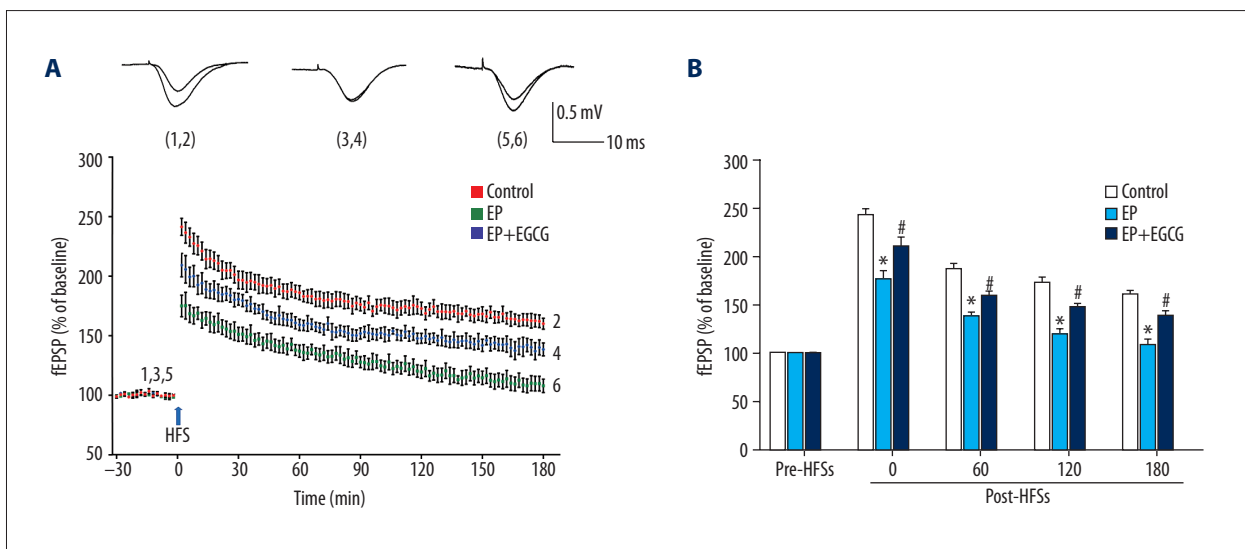 A
(1,2)
(3,4)
(5,6)
0.5 mV
10 ms
300
250
200
150
100
50
fEPSP (% of baseline)
Control
EP
EP+EGCG
2
4
6
1,3,5
HFS
–30
0
30
60
90
120
150
180
Time (min)
B
300
250
200
150
100
50
0
fEPSP (% of baseline)
Control
EP
EP+EGCG
*
#
*
#
*
#
*
#
Pre-HFSs
0
60
120
180
Post-HFSs